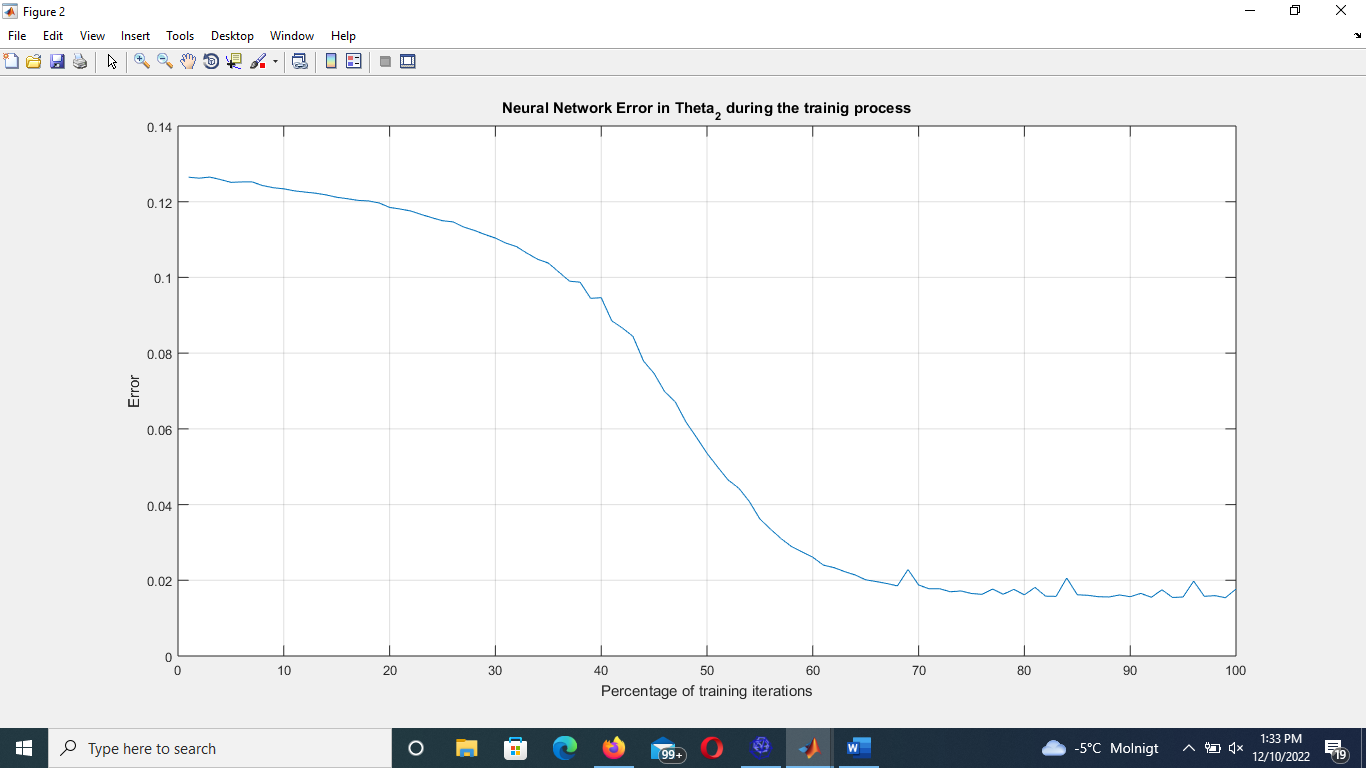 Figure 2
File Edit View Insert Tools Desktop Window Help
Neural Network Error in Theta2 during the trainig process
0.14
0.12
0.1
0.08
0.06
0.04
0.02
0
Error
0 10 20 30 40 50 60 70 80 90 100
Percentage of training iterations
Type here to search
99+
W
-5°C Molnigt
1:33 PM
12/10/2022
19